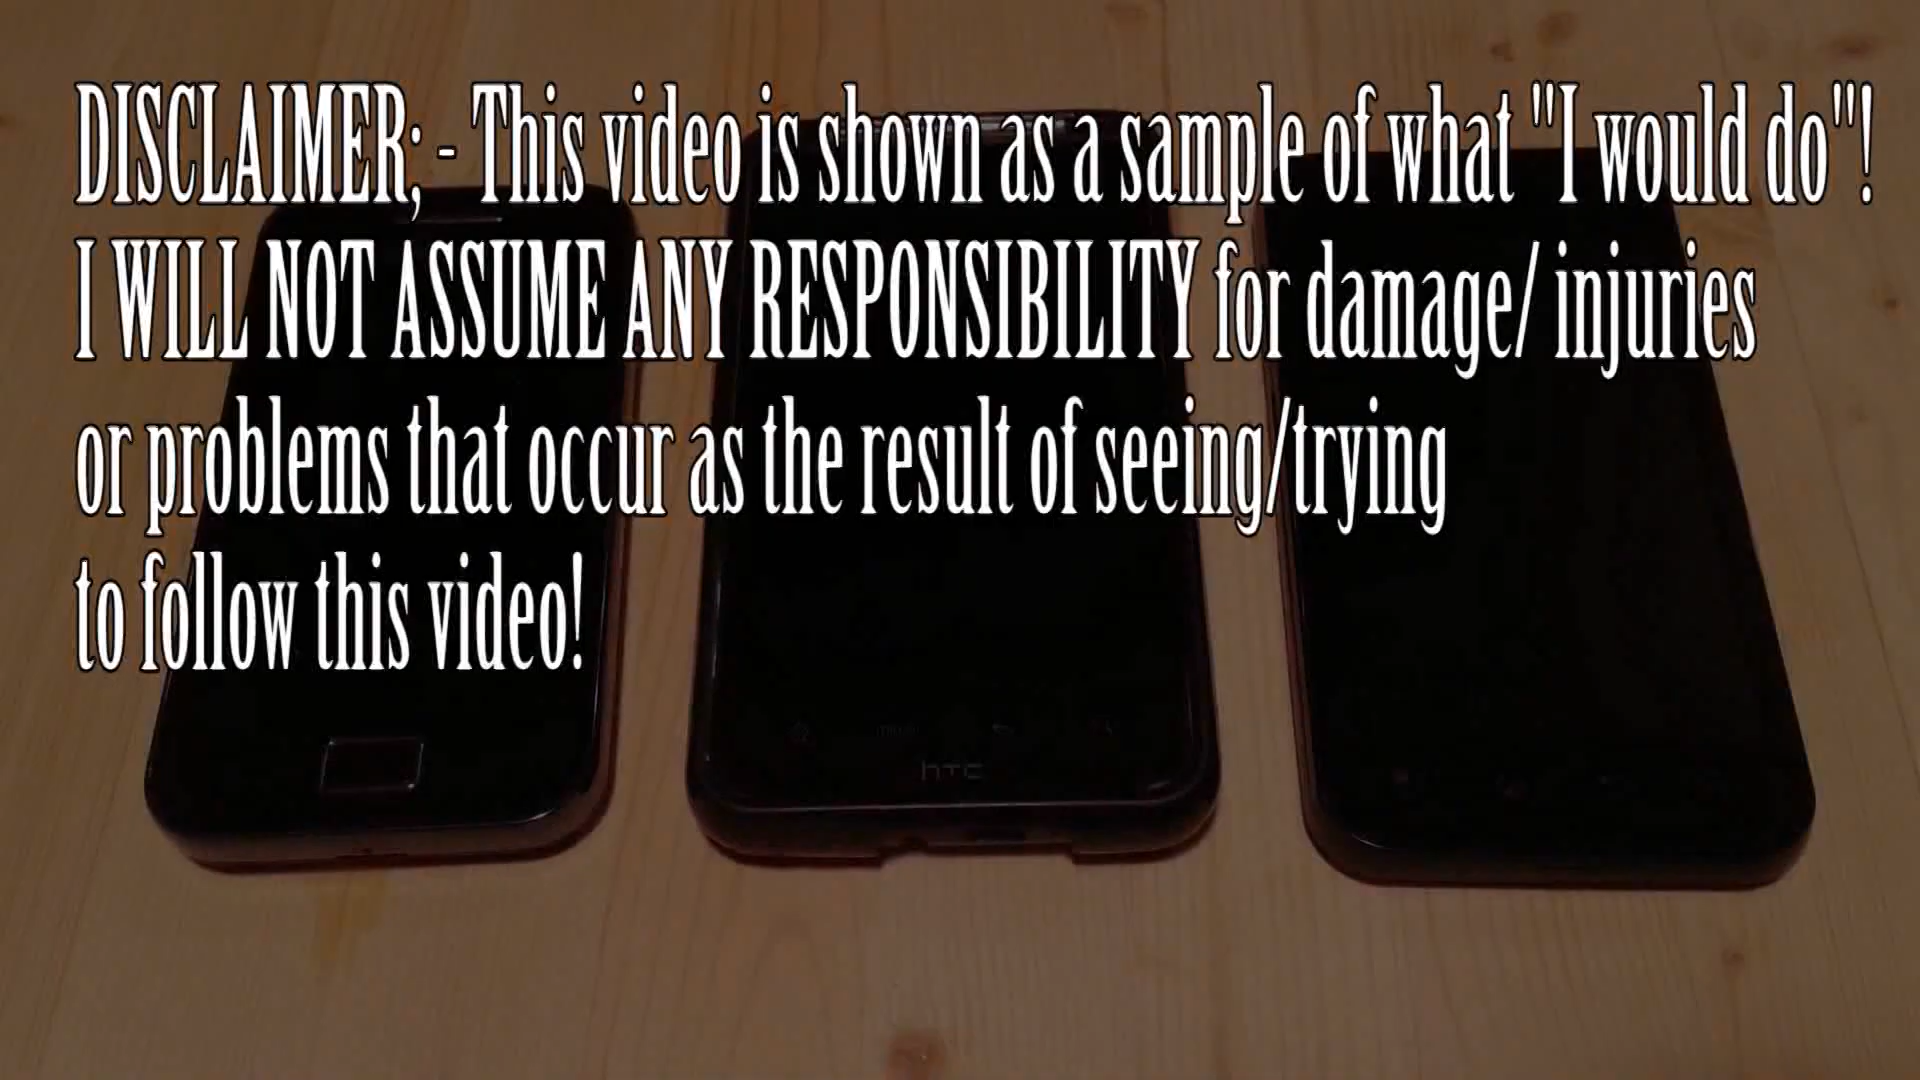 DISCLAIMER; - This video is shown as a sample of what "I would do"!
I WILL NOT ASSUME ANY RESPONSIBILITY for damage/ injuries
or problems that occur as the result of seeing/trying
to follow this video!
hTC